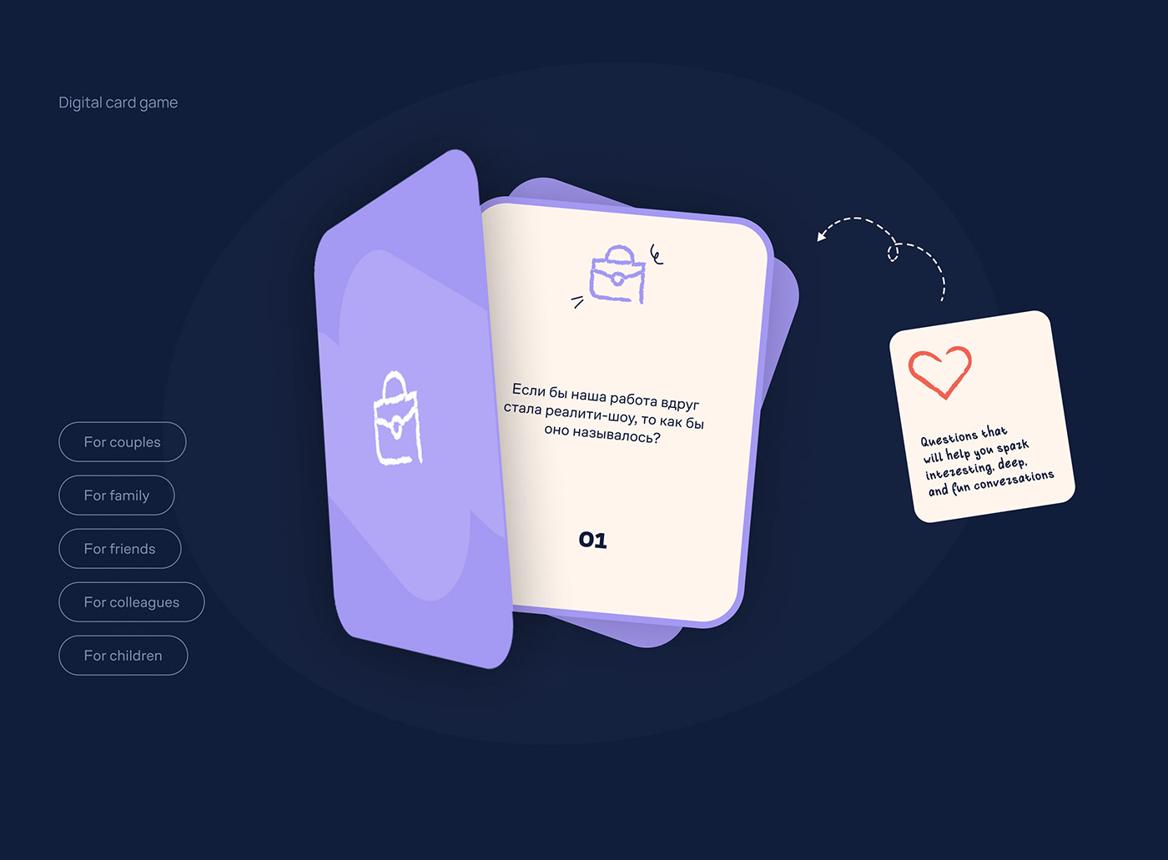 Digital card game
Если бы наша работа вдруг
стала реалити-шоу, то как бы
оно называлось?
01
Questions that
will help you spark
interesting, deep,
and fun conversations
For couples
For family
For friends
For colleagues
For children